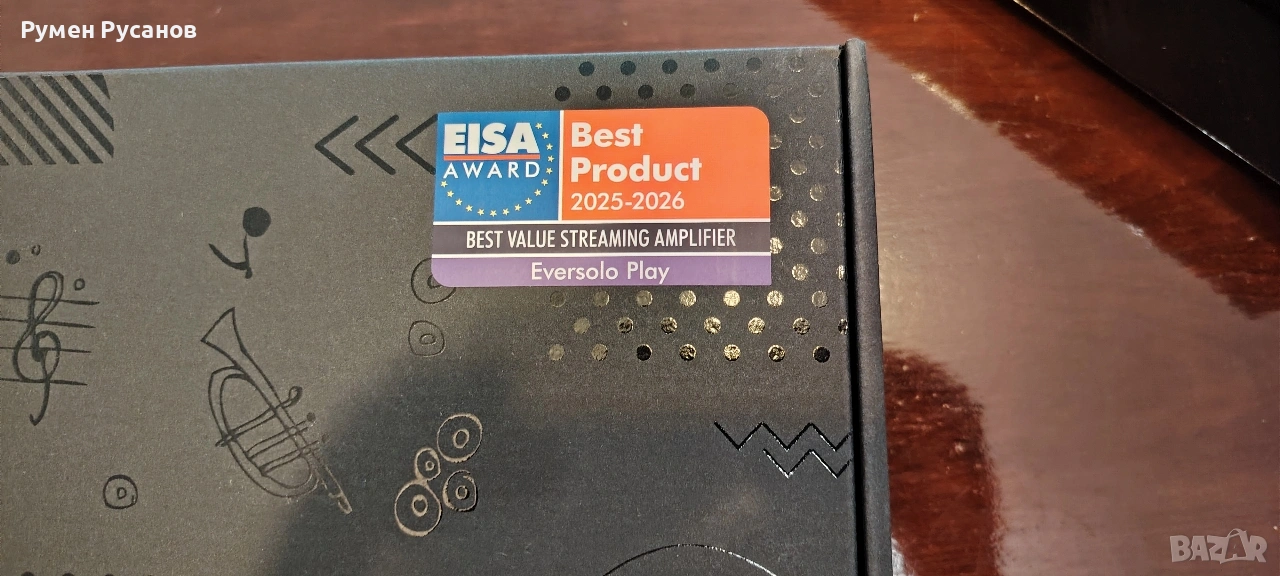 Румен Русанов
EISA
AWARD
Best
Product
2025-2026
BEST VALUE STREAMING AMPLIFIER
Eversolo Play
BAZAR